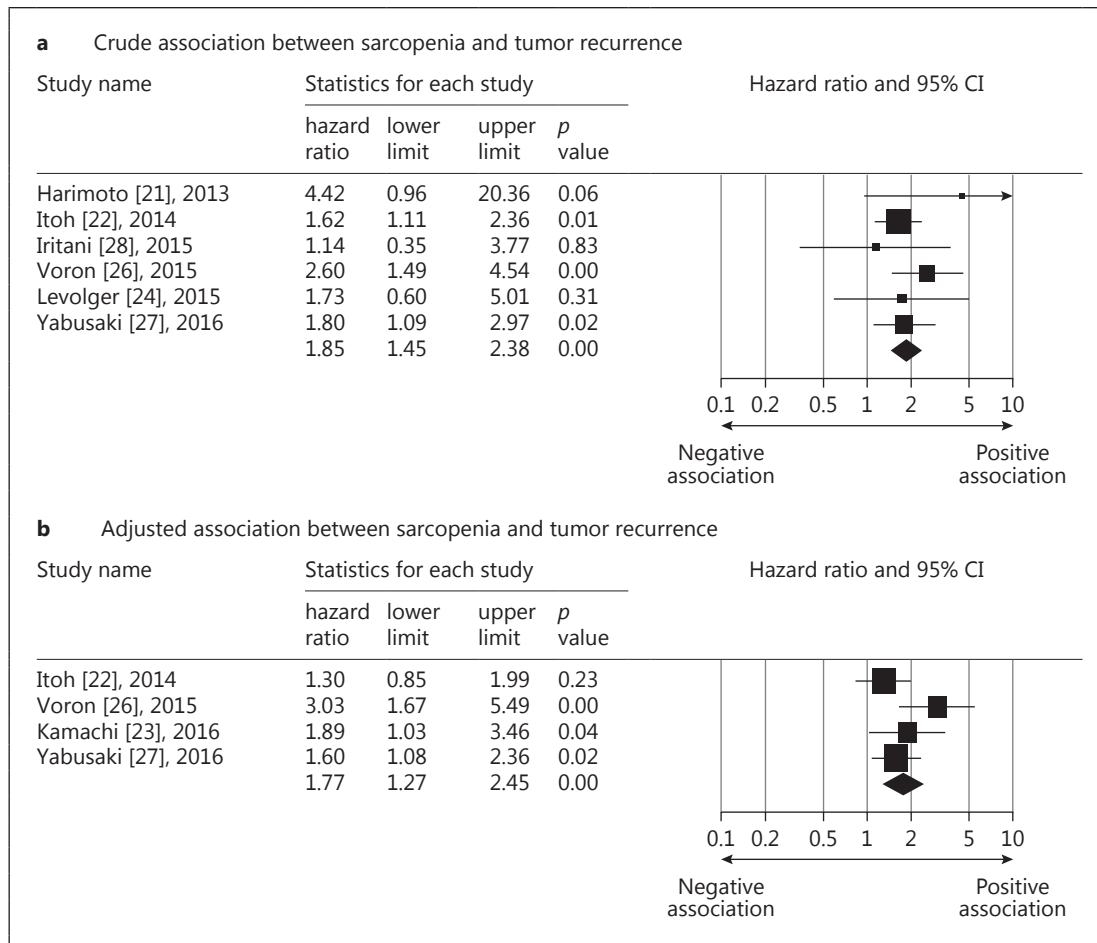 a Crude association between sarcopenia and tumor recurrence
Study name Statistics for each study Hazard ratio and 95% CI
hazard lower upper p
ratio limit limit value
Harimoto [21], 2013 4.42 0.96 20.36 0.06
Itoh [22], 2014 1.62 1.11 2.36 0.01
Iritani [28], 2015 1.14 0.35 3.77 0.83
Voron [26], 2015 2.60 1.49 4.54 0.00
Levolger [24], 2015 1.73 0.60 5.01 0.31
Yabusaki [27], 2016 1.80 1.09 2.97 0.02
1.85 1.45 2.38 0.00
0.1 0.2 0.5 1 2 5 10
Negative Positive
association association
b Adjusted association between sarcopenia and tumor recurrence
Study name Statistics for each study Hazard ratio and 95% CI
hazard lower upper p
ratio limit limit value
Itoh [22], 2014 1.30 0.85 1.99 0.23
Voron [26], 2015 3.03 1.67 5.49 0.00
Kamachi [23], 2016 1.89 1.03 3.46 0.04
Yabusaki [27], 2016 1.60 1.08 2.36 0.02
1.77 1.27 2.45 0.00
0.1 0.2 0.5 1 2 5 10
Negative Positive
association association